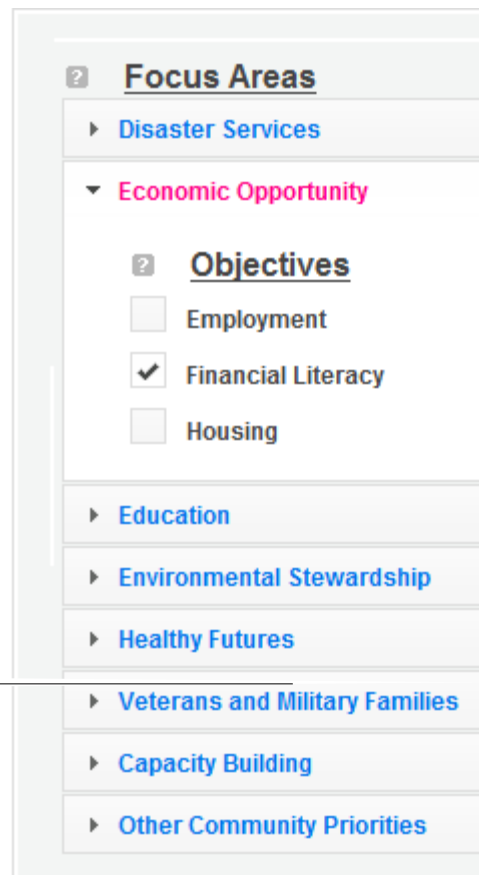 ? Focus Areas
Disaster Services
Economic Opportunity
? Objectives
Employment
Financial Literacy
Housing
Education
Environmental Stewardship
Healthy Futures
Veterans and Military Families
Capacity Building
Other Community Priorities